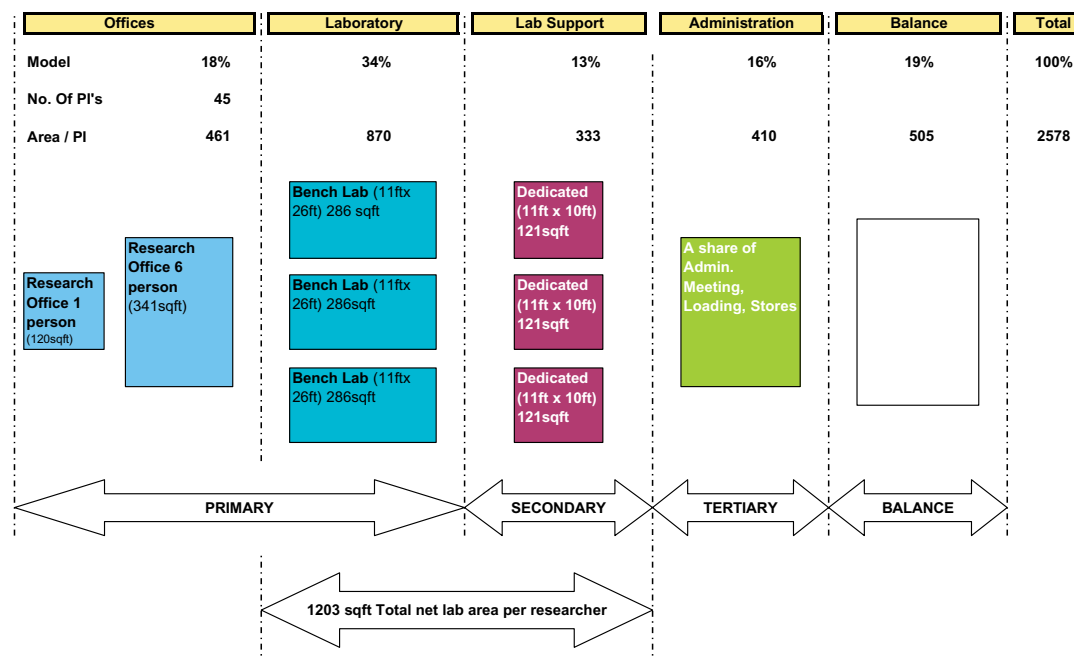 Offices Laboratory Lab Support Administration Balance Total
Model 18% 34% 13% 16% 19% 100%
No. Of PI's 45
Area / PI 461 870 333 410 505 2578
Research
Office 1
person
(120sqft)
Research
Office 6
person
(341sqft)
Bench Lab (11ftx
26ft) 286 sqft
Bench Lab (11ftx
26ft) 286sqft
Bench Lab (11ftx
26ft) 286sqft
Dedicated
(11ft x 10ft)
121sqft
Dedicated
(11ft x 10ft)
121sqft
Dedicated
(11ft x 10ft)
121sqft
A share of
Admin.
Meeting,
Loading, Stores
PRIMARY SECONDARY TERTIARY BALANCE
1203 sqft Total net lab area per researcher